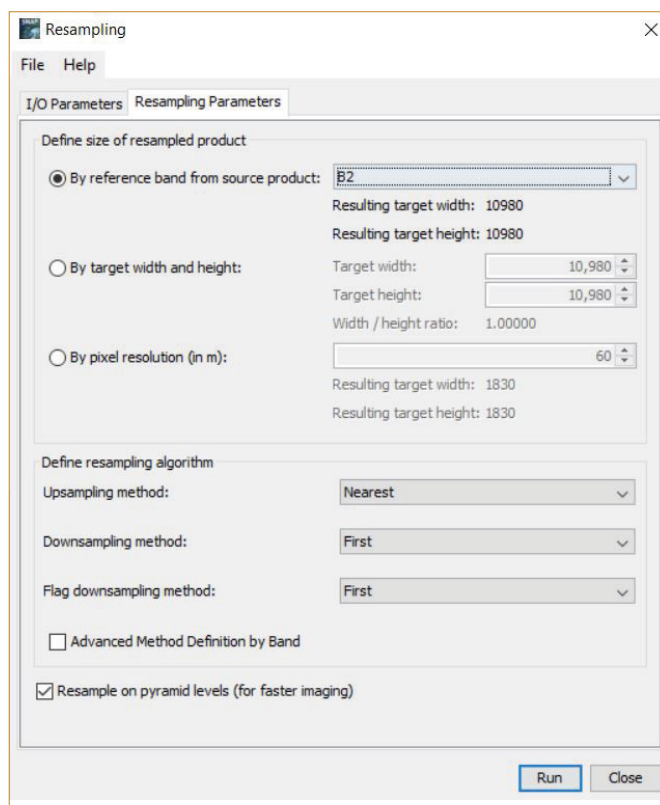 SNAP Resampling
File Help
I/O Parameters Resampling Parameters
Define size of resampled product
By reference band from source product: B2
Resulting target width: 10980
Resulting target height: 10980
By target width and height: Target width: 10,980
Target height: 10,980
Width / height ratio: 1.00000
By pixel resolution (in m): 60
Resulting target width: 1830
Resulting target height: 1830
Define resampling algorithm
Upsampling method: Nearest
Downsampling method: First
Flag downsampling method: First
Advanced Method Definition by Band
Resample on pyramid levels (for faster imaging)
Run Close